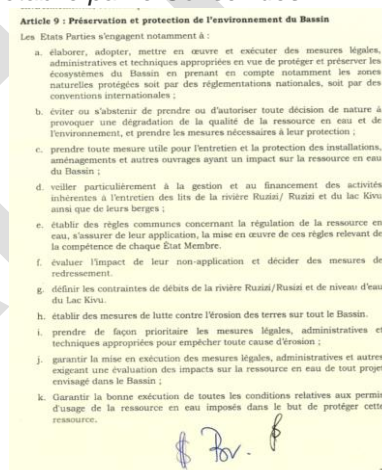 Article 9 : Préservation et protection de l'environnement du Bassin
Les Etats Parties s'engagent notamment à :
a. élaborer, adopter, mettre en œuvre et exécuter des mesures légales,
administratives et techniques appropriées en vue de protéger et préserver les
écosystèmes du Bassin en prenant en compte notamment les zones
naturelles protégées soit par des réglementations nationales, soit par des
conventions internationales ;
b. éviter ou s'abstenir de prendre ou d'autoriser toute décision de nature à
provoquer une dégradation de la qualité de la ressource en eau et de
l'environnement, et prendre les mesures nécessaires à leur protection ;
c. prendre toute mesure utile pour l'entretien et la protection des installations,
aménagements et autres ouvrages ayant un impact sur la ressource en eau
du Bassin ;
d. veiller particulièrement à la gestion et au financement des activités
inhérentes à l'entretien des lits de la rivière Ruzizi/ Rusizi et du lac Kivu
ainsi que de leurs berges ;
e. établir des règles communes concernant la régulation de la ressource en
eau, s'assurer de leur application, la mise en œuvre de ces règles relevant de
la compétence de chaque État Membre.
f. évaluer l'impact de leur non-application et décider des mesures de
redressement.
g. définir les contraintes de débits de la rivière Ruzizi/Rusizi et de niveau d'eau
du Lac Kivu.
h. établir des mesures de lutte contre l'érosion des terres sur tout le Bassin.
i. prendre de façon prioritaire les mesures légales, administratives et
techniques appropriées pour empêcher toute cause d'érosion ;
j. garantir la mise en exécution des mesures légales, administratives et autres
exigeant une évaluation des impacts sur la ressource en eau de tout projet
envisagé dans le Bassin ;
k. Garantir la bonne exécution de toutes les conditions relatives aux permis
d'usage de la ressource en eau imposés dans le but de protéger cette
ressource.